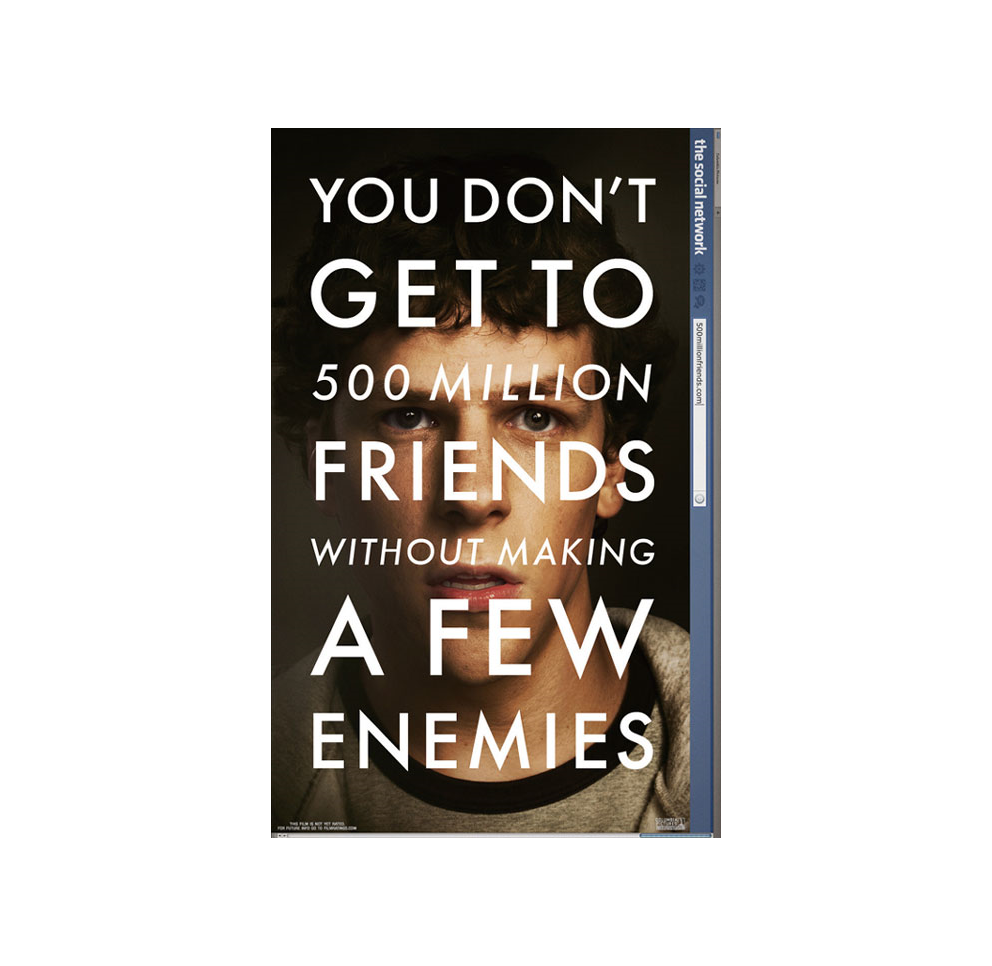 YOU DON'T
GET TO
500 MILLION
FRIENDS
WITHOUT MAKING
A FEW
ENEMIES
the social network
500millionfriends.com
THIS FILM IS NOT YET RATED.
FOR FUTURE INFO GO TO FILMRATINGS.COM